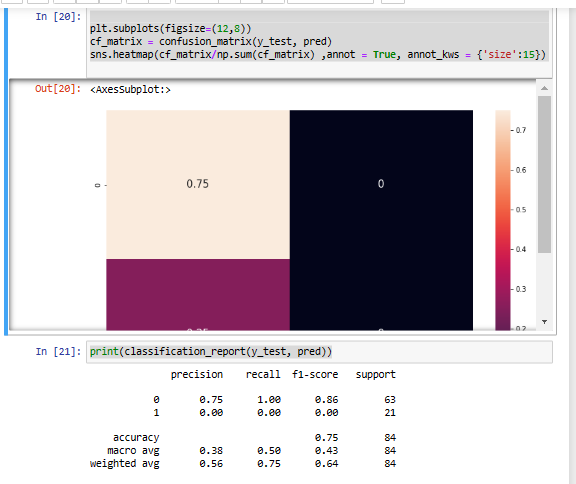 In [20]:
plt.subplots(figsize=(12,8))
cf_matrix = confusion_matrix(y_test, pred)
sns.heatmap(cf_matrix/np.sum(cf_matrix) ,annot = True, annot_kws = {'size':15})
Out[20]: <AxesSubplot:>
0.75 0
0
0.7
0.6
0.5
0.4
0.3
0.2
In [21]: print(classification_report(y_test, pred))
precision recall f1-score support
0 0.75 1.00 0.86 63
1 0.00 0.00 0.00 21
accuracy 0.75 84
macro avg 0.38 0.50 0.43 84
weighted avg 0.56 0.75 0.64 84